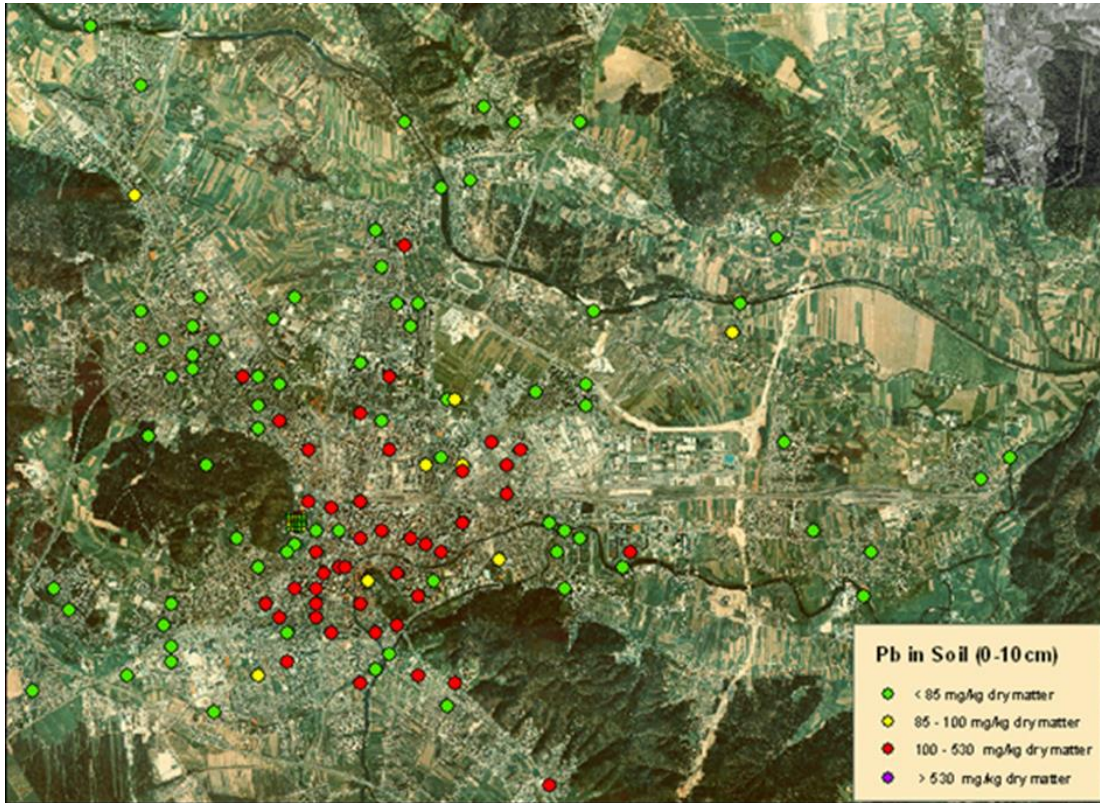 Pb in Soil (0-10cm)
< 85 mg/kg dry matter
85 - 100 mg/kg dry matter
100 - 530 mg/kg dry matter
> 530 mg/kg dry matter